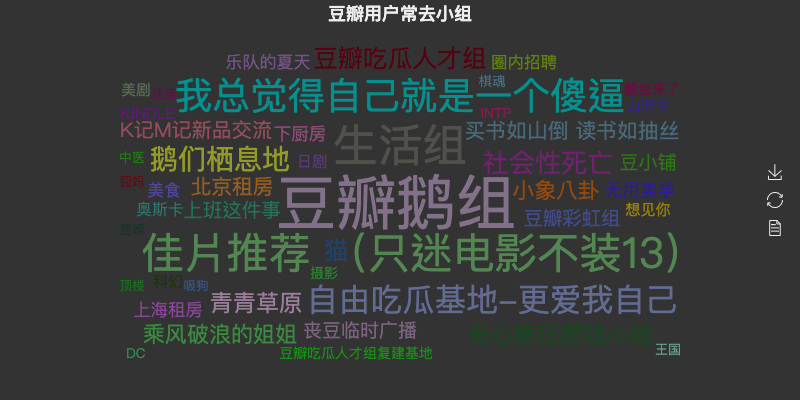 豆瓣用户常去小组
乐队的夏天
豆瓣吃瓜人才组
圈内招聘
美剧
我总觉得自己就是一个傻逼
棋魂
KINDLE
INTP
K记M记新品交流
下厨房
生活组
买书如山倒 读书如抽丝
中医
鹅们栖息地
日剧
社会性死亡
豆小铺
美食
北京租房
豆瓣鹅组
小象八卦
无用美学
奥斯卡
上班这件事
豆瓣彩虹组
想见你
佳片推荐
猫
(只迷电影不装13)
摄影
顶楼
科幻
吸狗
上海租房
青青草原
自由吃瓜基地-更爱我自己
乘风破浪的姐姐
丧豆临时广播
DC
豆瓣吃瓜人才组复建基地
王国